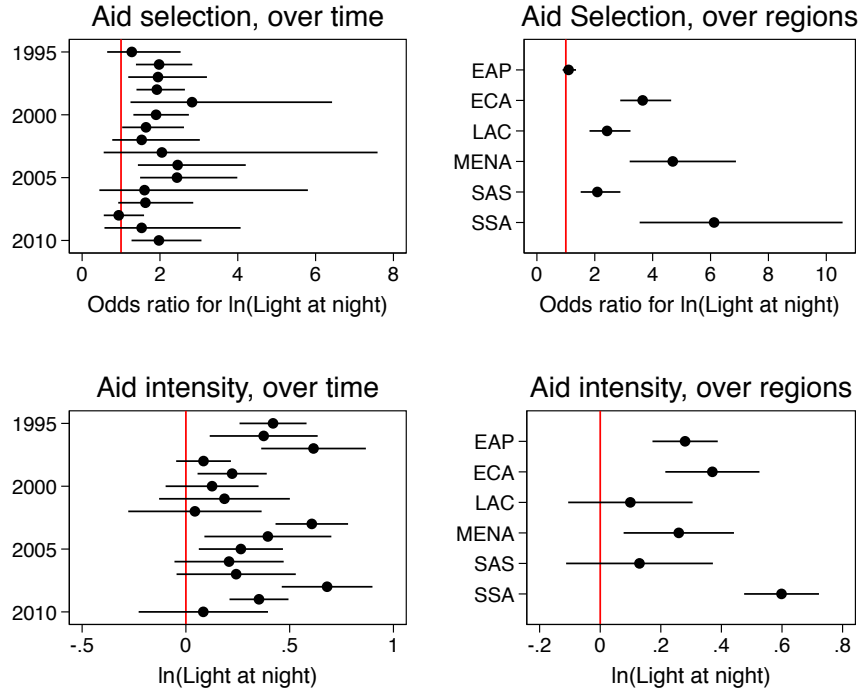 Aid selection, over time
1995
2000
2005
2010
0 2 4 6 8
Odds ratio for ln(Light at night)
Aid Selection, over regions
EAP
ECA
LAC
MENA
SAS
SSA
0 2 4 6 8 10
Odds ratio for ln(Light at night)
Aid intensity, over time
1995
2000
2005
2010
-.5 0 .5 1
ln(Light at night)
Aid intensity, over regions
EAP
ECA
LAC
MENA
SAS
SSA
-.2 0 .2 .4 .6 .8
ln(Light at night)